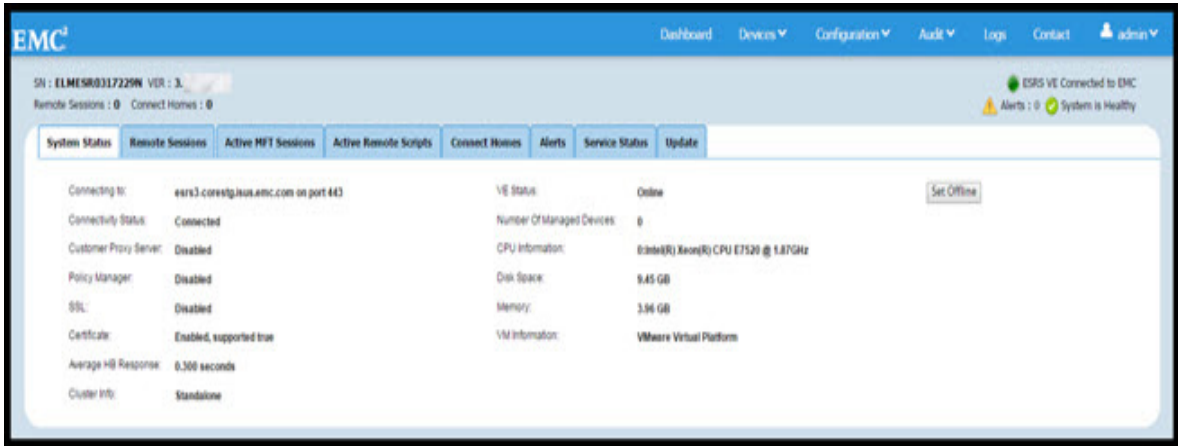 EMC²
Dashboard Devices Configuration Audit Logs Contact admin
SN : ELMESR0317229N VER : 3.
ESRS VE Connected to EMC
Remote Sessions : 0 Connect Homes : 0
Alerts : 0 System is Healthy
System Status Remote Sessions Active MFT Sessions Active Remote Scripts Connect Homes Alerts Service Status Update
Connecting to: esrs3-corestg.isus.emc.com on port 443 VE Status: Online Set Offline
Connectivity Status: Connected Number Of Managed Devices: 0
Customer Proxy Server: Disabled CPU Information: 0:Intel(R) Xeon(R) CPU E7520 @ 1.87GHz
Policy Manager: Disabled Disk Space: 9.45 GB
SSL: Disabled Memory: 3.96 GB
Certificate: Enabled, supported true VM Information: VMware Virtual Platform
Average HB Response: 0.300 seconds
Cluster Info: Standalone